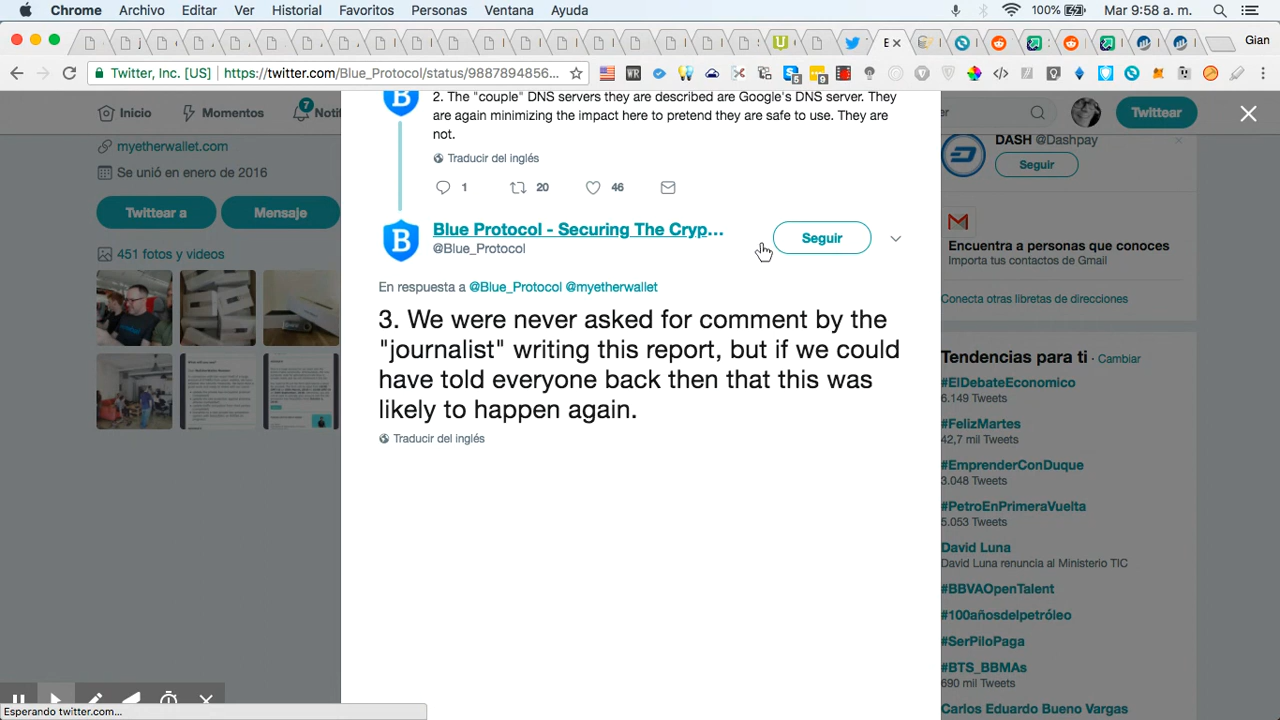 Chrome Archivo Editar Ver Historial Favoritos Personas Ventana Ayuda 100% Mar 9:58 a. m.
Gian
Twitter, Inc. [US] https://twitter.com/Blue_Protocol/status/9887894856...
Inicio Momentos 7 Noti er Twittear
myetherwallet.com
Se unió en enero de 2016
Twittear a Mensaje
451 fotos y videos
2. The "couple" DNS servers they are described are Google's DNS server. They
are again minimizing the impact here to pretend they are safe to use. They are
not.
Traducir del inglés
1 20 46
Blue Protocol - Securing The Cryp...
@Blue_Protocol
Seguir
En respuesta a @Blue_Protocol @myetherwallet
3. We were never asked for comment by the
"journalist" writing this report, but if we could
have told everyone back then that this was
likely to happen again.
Traducir del inglés
DASH @Dashpay
Seguir
Encuentra a personas que conoces
Importa tus contactos de Gmail
Conecta otras libretas de direcciones
Tendencias para ti · Cambiar
#ElDebateEconomico
6.149 Tweets
#FelizMartes
42,7 mil Tweets
#EmprenderConDuque
3.048 Tweets
#PetroEnPrimeraVuelta
5.053 Tweets
David Luna
David Luna renuncia al Ministerio TIC
#BBVAOpenTalent
#100añosdelpetróleo
#SerPiloPaga
#BTS_BBMAs
690 mil Tweets
Carlos Eduardo Bueno Vargas
Esperando twitter.com...